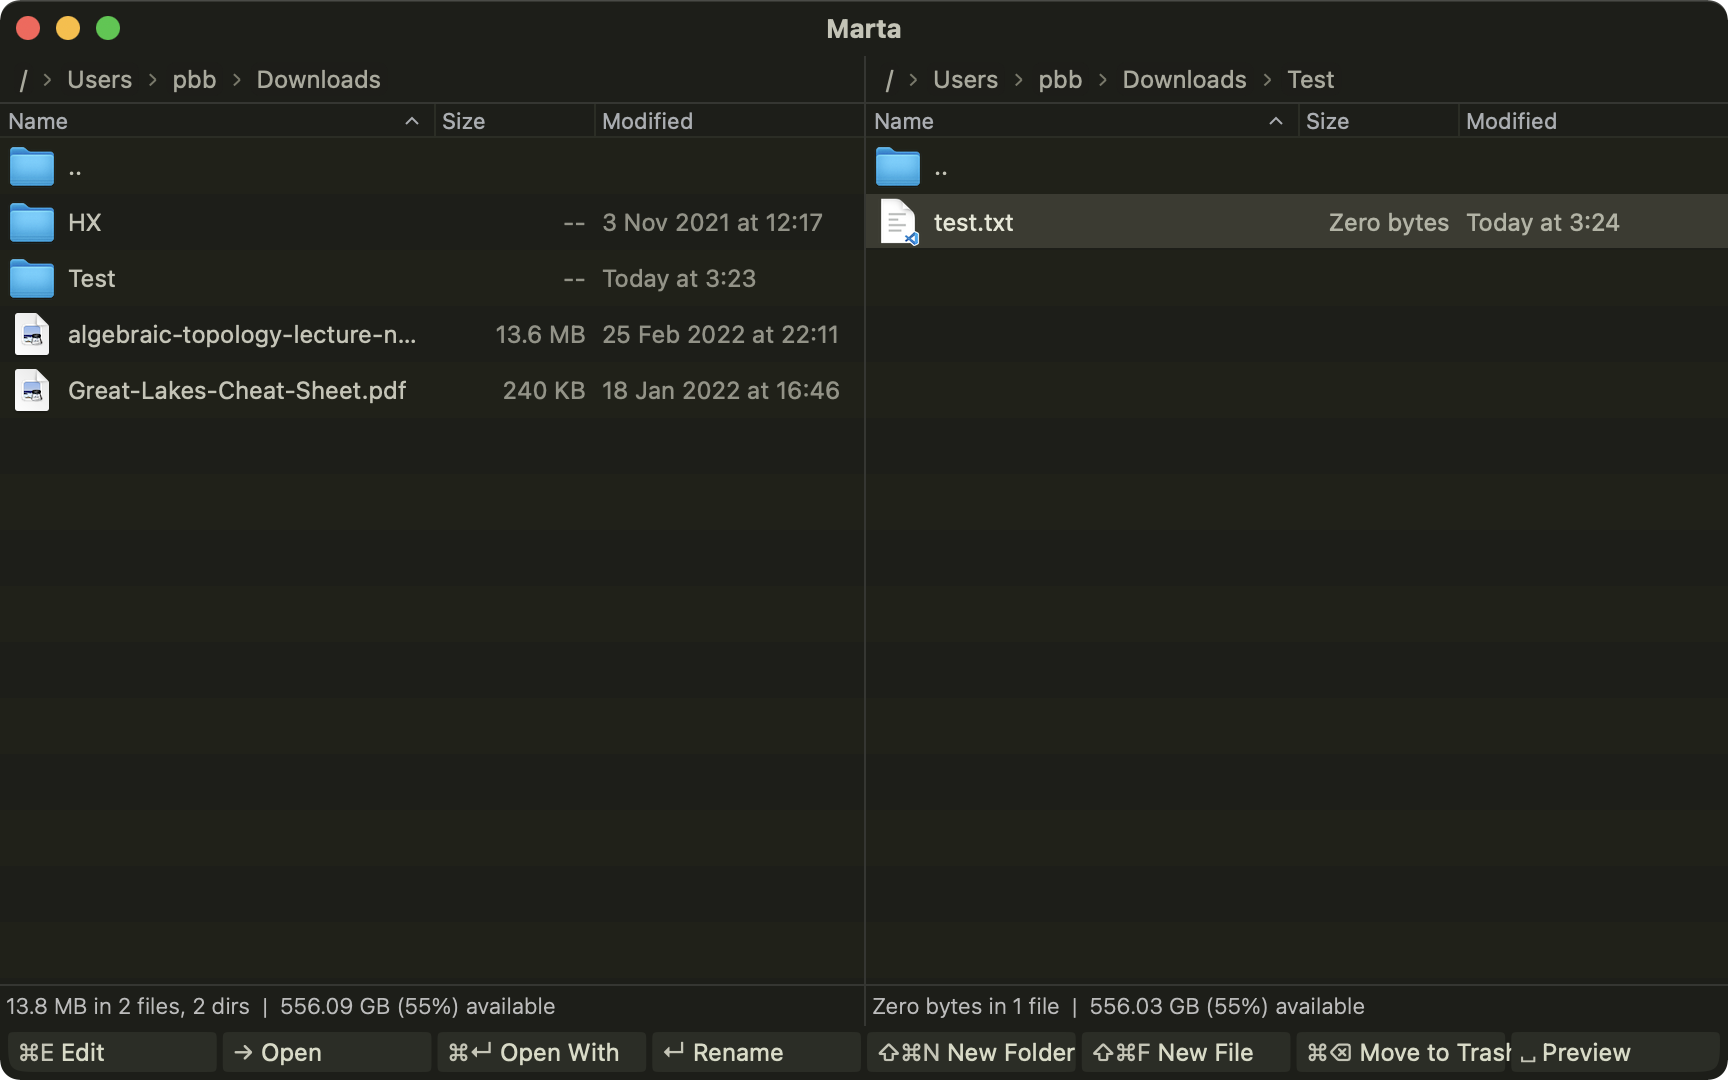 Marta
/ > Users > pbb > Downloads
Name Size Modified
..
HX -- 3 Nov 2021 at 12:17
Test -- Today at 3:23
algebraic-topology-lecture-n... 13.6 MB 25 Feb 2022 at 22:11
Great-Lakes-Cheat-Sheet.pdf 240 KB 18 Jan 2022 at 16:46
13.8 MB in 2 files, 2 dirs | 556.09 GB (55%) available
/ > Users > pbb > Downloads > Test
Name Size Modified
..
test.txt Zero bytes Today at 3:24
Zero bytes in 1 file | 556.03 GB (55%) available
⌘E Edit → Open ⌘↵ Open With ↵ Rename ⇧⌘N New Folder ⇧⌘F New File ⌘⌫ Move to Trash ⎵ Preview